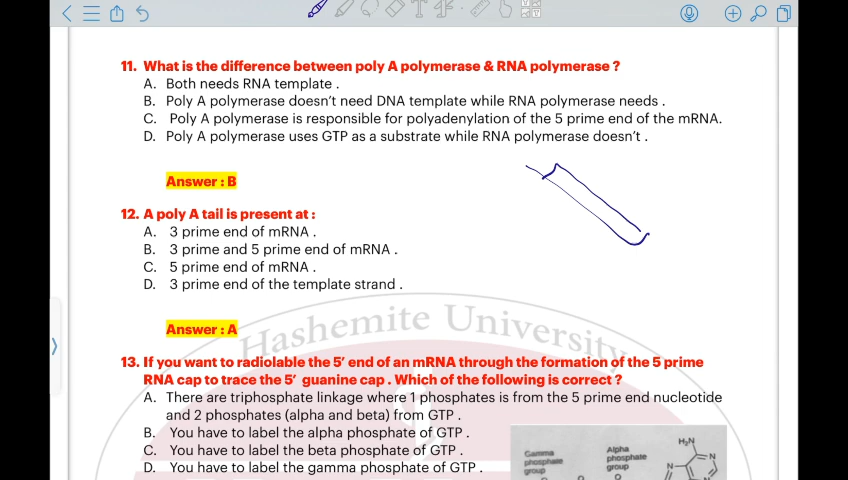 11. What is the difference between poly A polymerase & RNA polymerase ?
A. Both needs RNA template .
B. Poly A polymerase doesn't need DNA template while RNA polymerase needs .
C. Poly A polymerase is responsible for polyadenylation of the 5 prime end of the mRNA.
D. Poly A polymerase uses GTP as a substrate while RNA polymerase doesn't .
Answer : B
12. A poly A tail is present at :
A. 3 prime end of mRNA .
B. 3 prime and 5 prime end of mRNA .
C. 5 prime end of mRNA .
D. 3 prime end of the template strand .
Hashemite University
Answer : A
13. If you want to radiolable the 5' end of an mRNA through the formation of the 5 prime
RNA cap to trace the 5' guanine cap . Which of the following is correct ?
A. There are triphosphate linkage where 1 phosphates is from the 5 prime end nucleotide
and 2 phosphates (alpha and beta) from GTP .
B. You have to label the alpha phosphate of GTP .
C. You have to label the beta phosphate of GTP .
D. You have to label the gamma phosphate of GTP .
Gamma
phosphate
group
Alpha
phosphate
group
H₂N
N
N